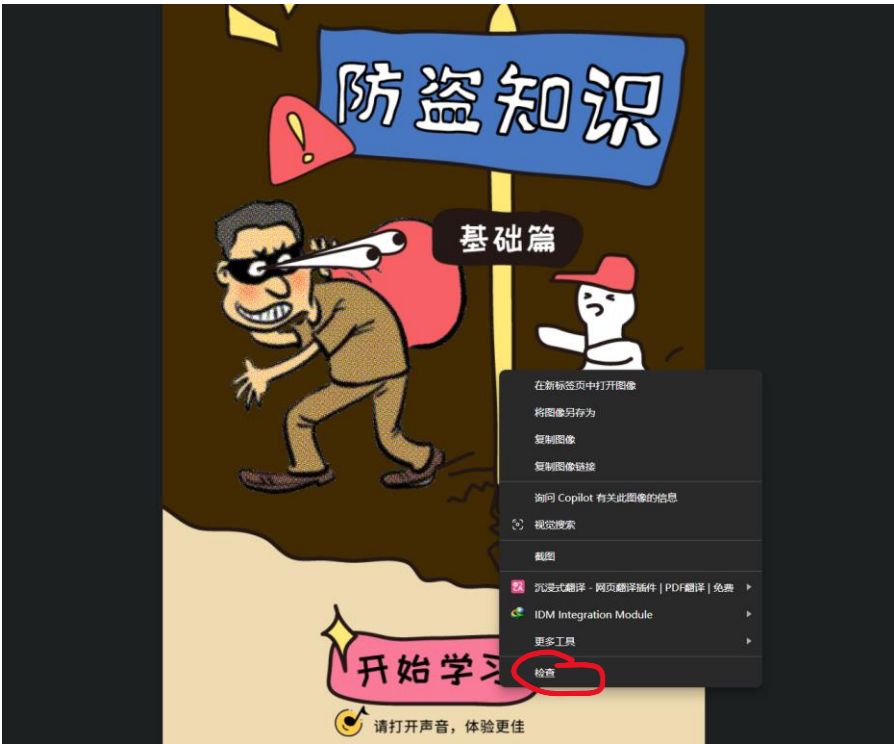 防盗知识
基础篇
在新标签页中打开图像
将图像另存为
复制图像
复制图像链接
询问 Copilot 有关此图像的信息
视觉搜索
截图
沉浸式翻译 - 网页翻译插件 | PDF翻译 | 免费
IDM Integration Module
更多工具
检查
开始学习
请打开声音，体验更佳